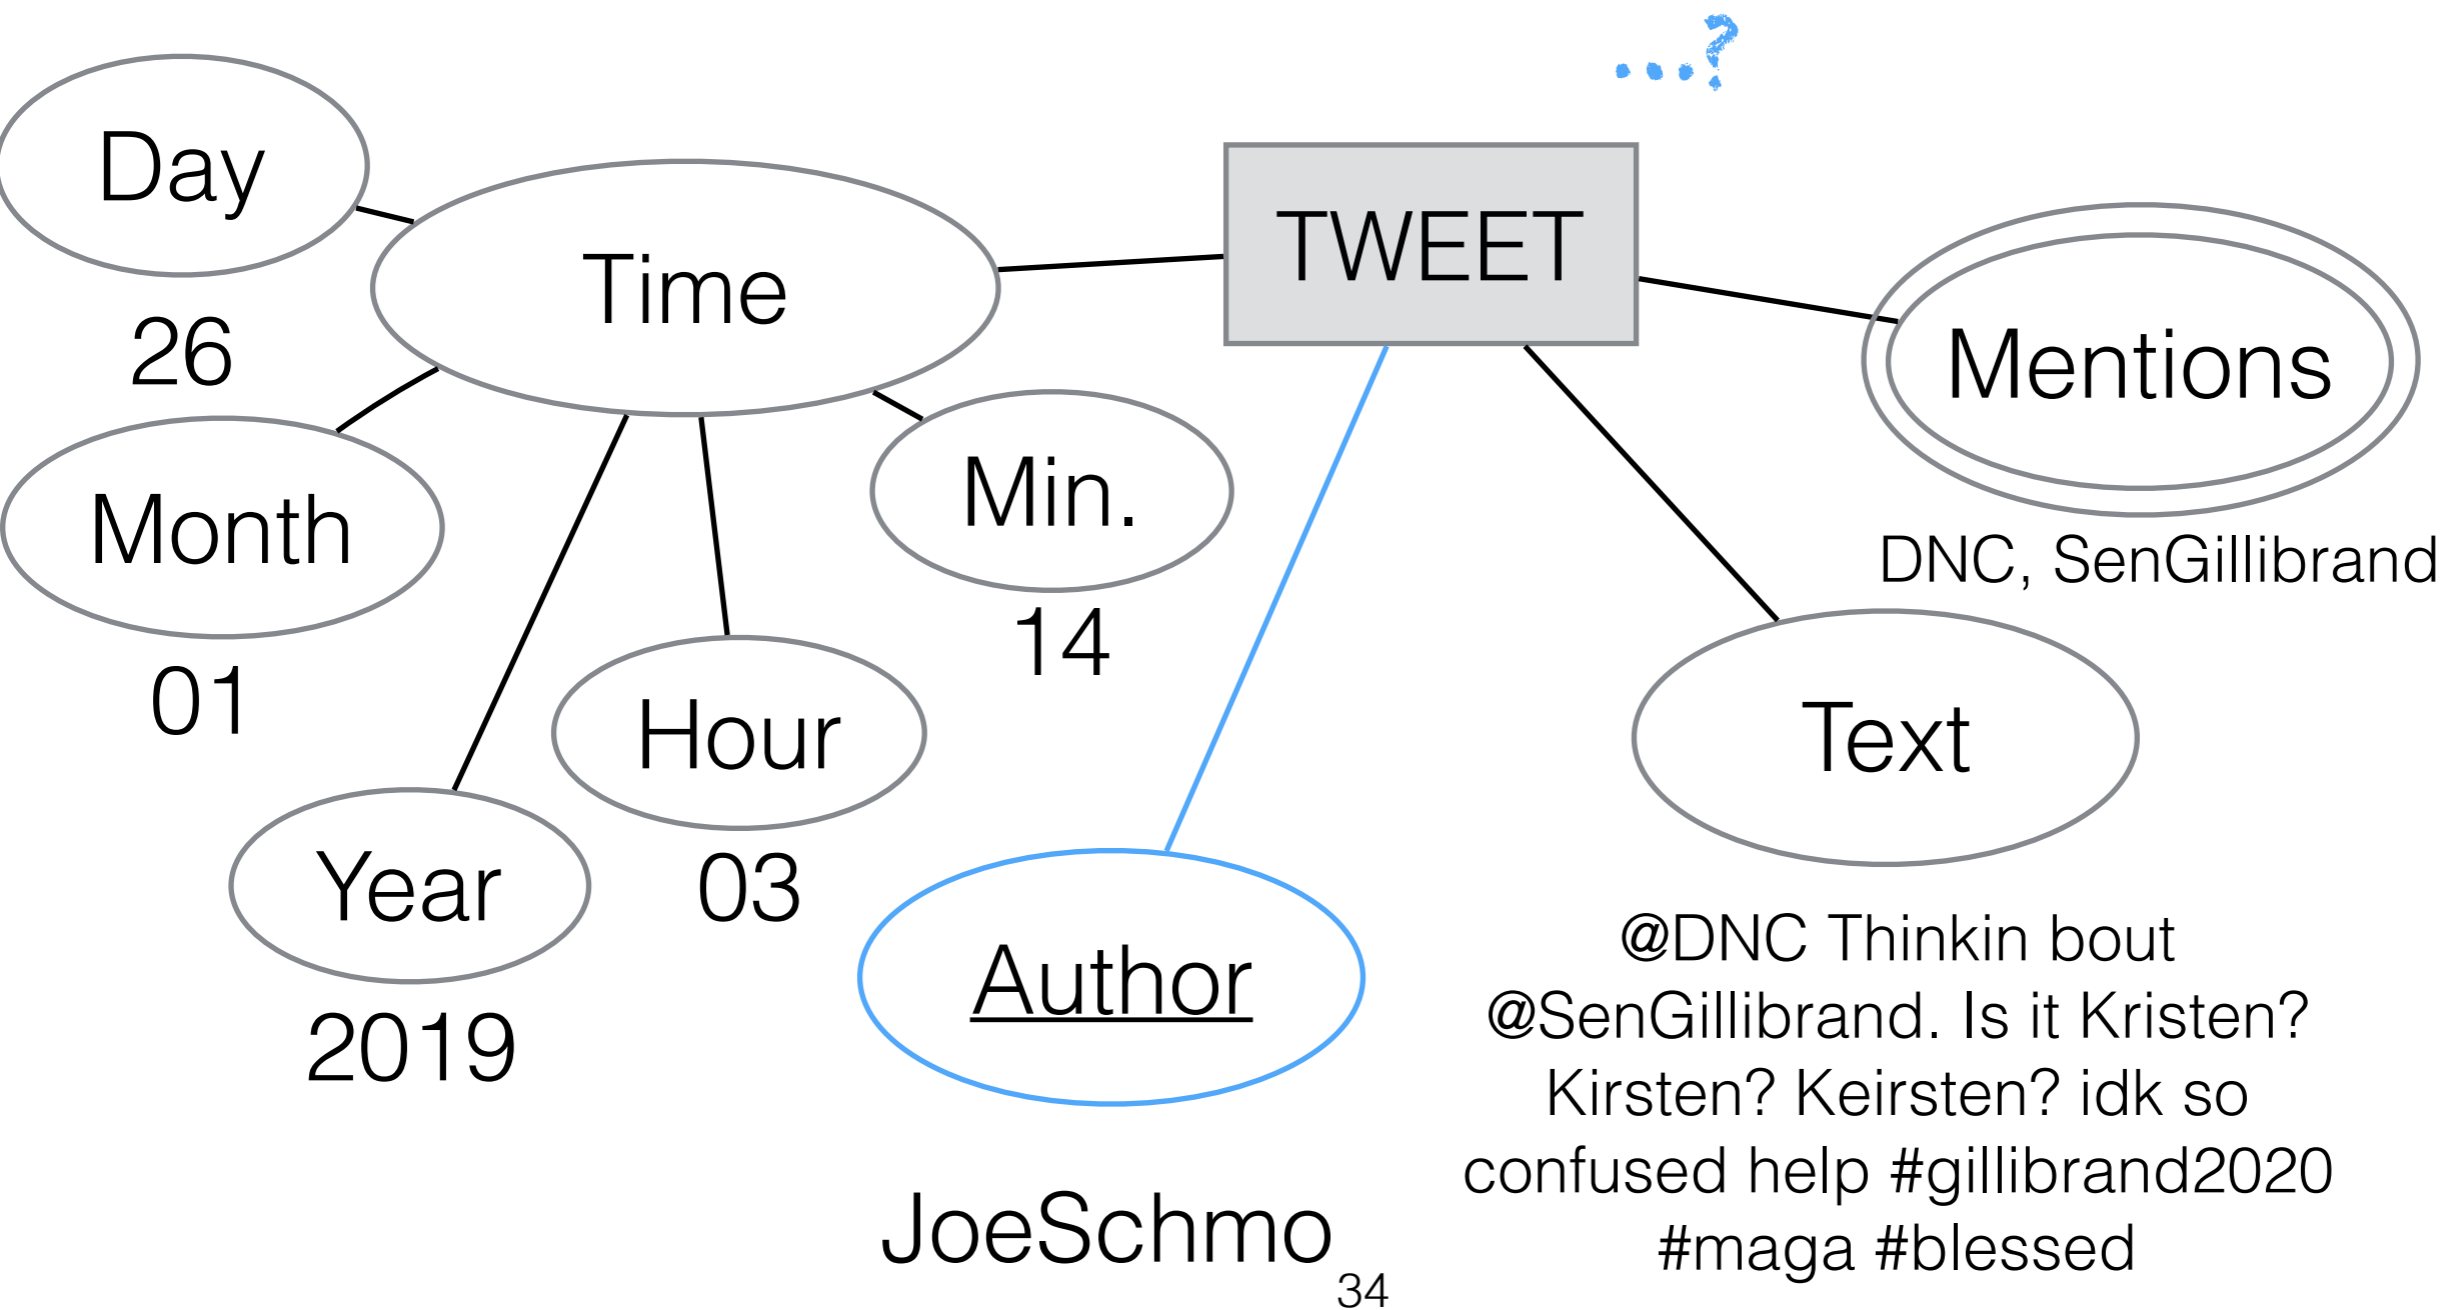 ...?
Day
26
Time
TWEET
Mentions
DNC, SenGillibrand
Month
01
Min.
14
Hour
03
Year
2019
Author
JoeSchmo
Text
@DNC Thinkin bout
@SenGillibrand. Is it Kristen?
Kirsten? Keirsten? idk so
confused help #gillibrand2020
#maga #blessed
34